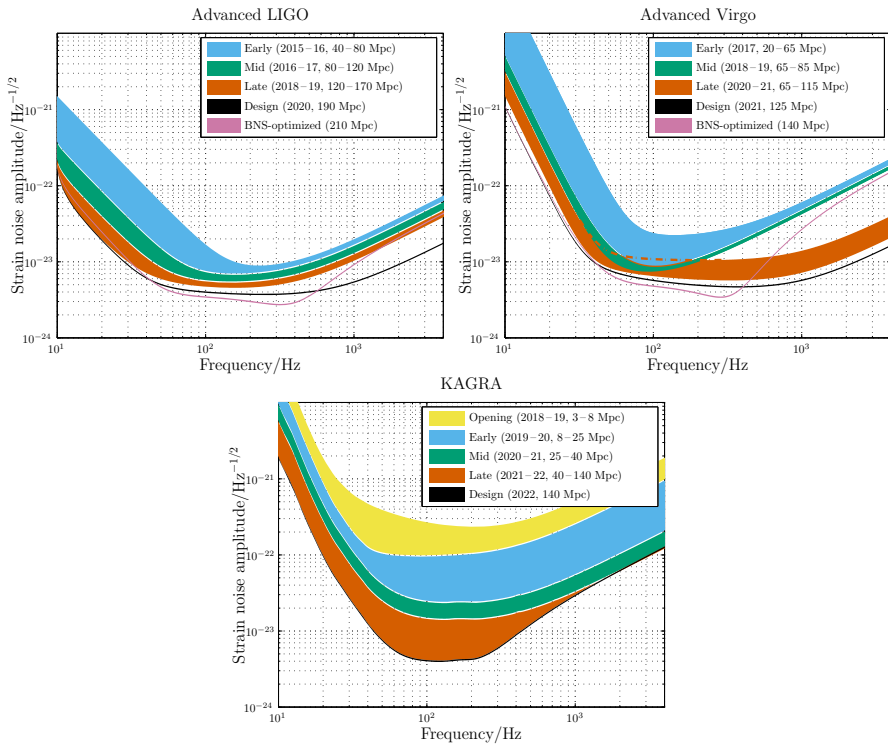 Advanced LIGO
Strain noise amplitude/Hz^−1/2
10^−21
10^−22
10^−23
10^−24
Early (2015−16, 40−80 Mpc)
Mid (2016−17, 80−120 Mpc)
Late (2018−19, 120−170 Mpc)
Design (2020, 190 Mpc)
BNS-optimized (210 Mpc)
10^1 10^2 10^3
Frequency/Hz
Advanced Virgo
Strain noise amplitude/Hz^−1/2
10^−21
10^−22
10^−23
10^−24
Early (2017, 20−65 Mpc)
Mid (2018−19, 65−85 Mpc)
Late (2020−21, 65−115 Mpc)
Design (2021, 125 Mpc)
BNS-optimized (140 Mpc)
10^1 10^2 10^3
Frequency/Hz
KAGRA
Strain noise amplitude/Hz^−1/2
10^−21
10^−22
10^−23
10^−24
Opening (2018−19, 3−8 Mpc)
Early (2019−20, 8−25 Mpc)
Mid (2020−21, 25−40 Mpc)
Late (2021−22, 40−140 Mpc)
Design (2022, 140 Mpc)
10^1 10^2 10^3
Frequency/Hz